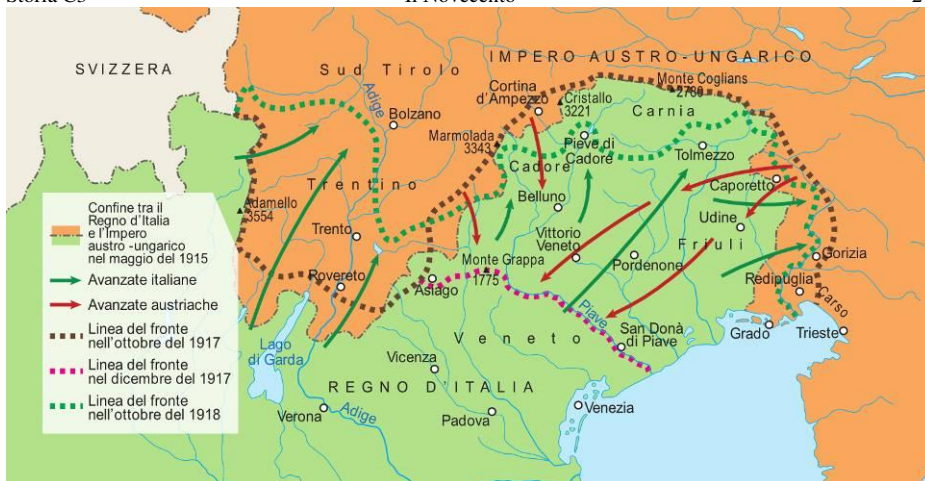 Storia C3
Il Novecento
2
SVIZZERA
IMPERO AUSTRO-UNGARICO
Sud Tirolo
Adige
Bolzano
Cortina
d'Ampezzo
Cristallo
3221
Monte Coglians
2780
Carnia
Marmolada
3343
Pieve di
Cadore
Cadore
Tolmezzo
Caporetto
Trentino
Adamello
3554
Belluno
Trento
Udine
Vittorio
Veneto
Friuli
Gorizia
Pordenone
Rovereto
Monte Grappa
1775
Asiago
Redipuglia
Carso
Piave
San Donà
di Piave
Grado
Trieste
Lago
di Garda
Veneto
Vicenza
REGNO D'ITALIA
Verona
Adige
Padova
Venezia
Confine tra il
Regno d'Italia
e l'Impero
austro-ungarico
nel maggio del 1915
Avanzate italiane
Avanzate austriache
Linea del fronte
nell'ottobre del 1917
Linea del fronte
nel dicembre del 1917
Linea del fronte
nell'ottobre del 1918